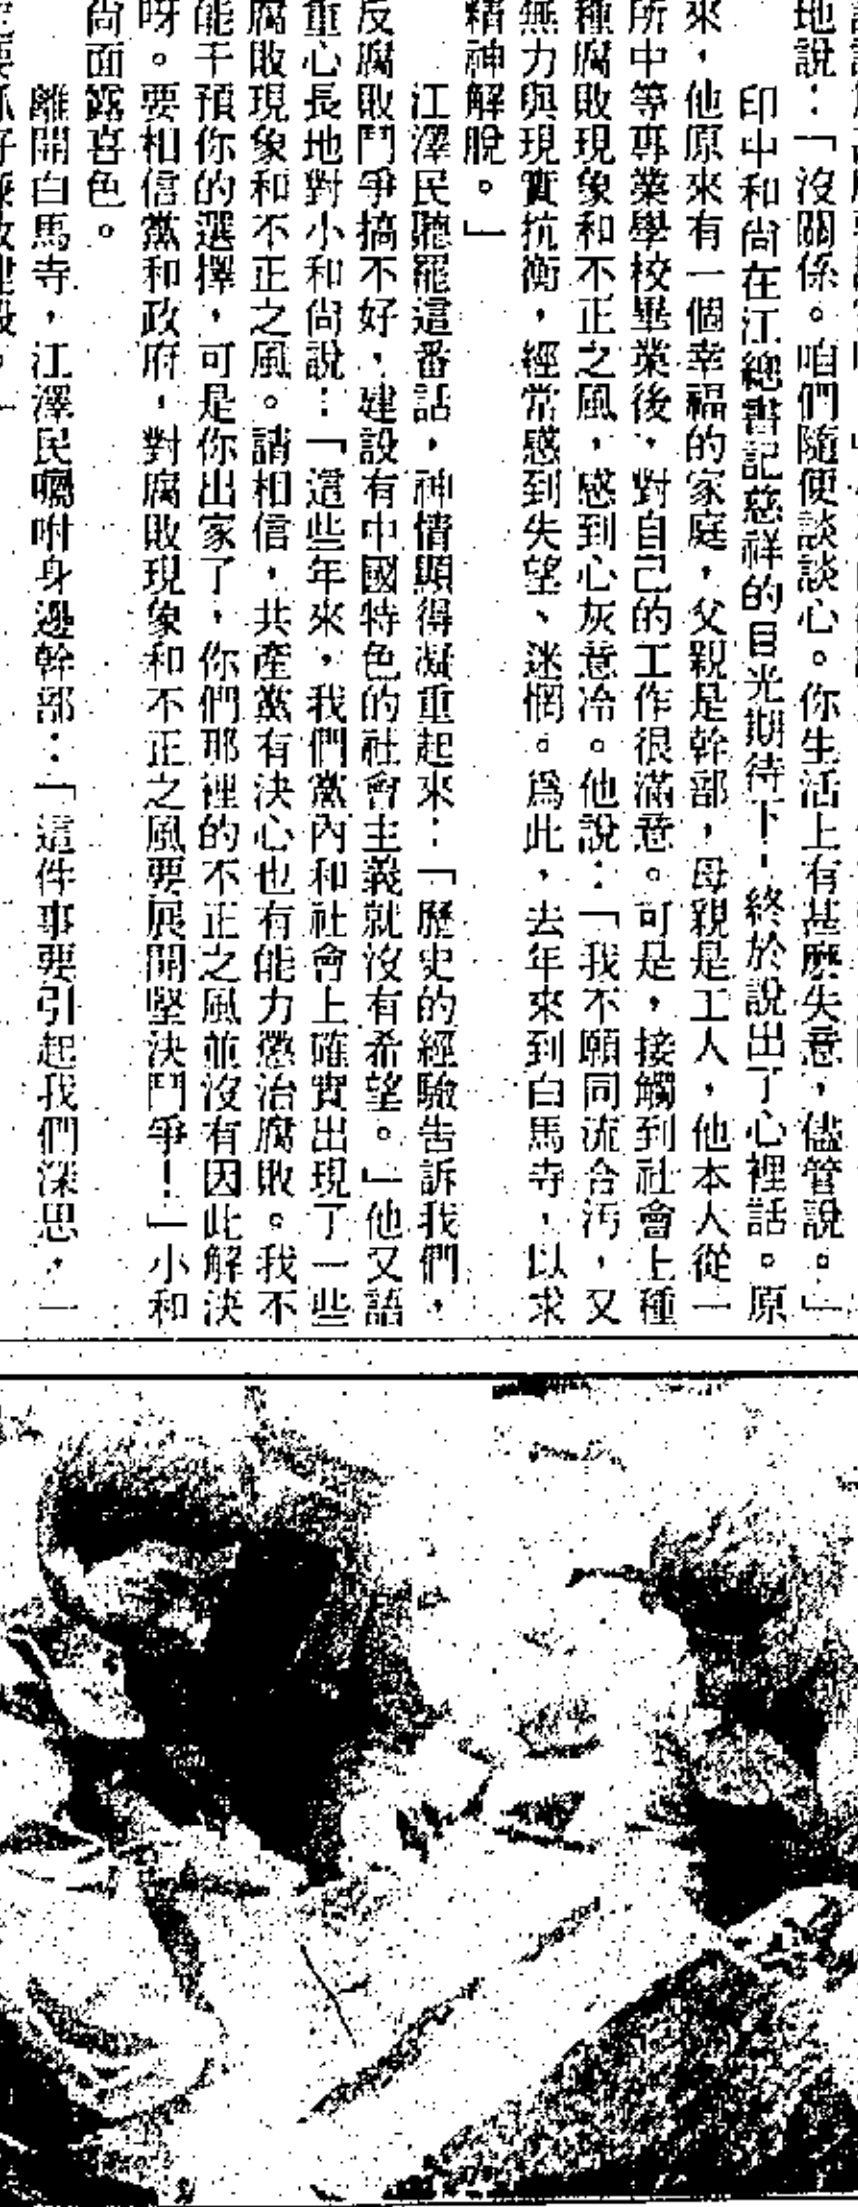 地說：「沒關係。咱們隨便談談心。你生活上有甚麼失意，儘管說。」
印中和尚在江總書記慈祥的目光期待下，終於說出了心裡話。原
來，他原來有一個幸福的家庭，父親是幹部，母親是工人，他本人從一
所中等專業學校畢業後，對自己的工作很滿意。可是，接觸到社會上種
種腐敗現象和不正之風，感到心灰意冷。他說：「我不願同流合污，又
無力與現實抗衡，經常感到失望、迷惘。爲此，去年來到白馬寺，以求
精神解脫。」
江澤民聽罷這番話，神情顯得凝重起來：「歷史的經驗告訴我們，
反腐敗鬥爭搞不好，建設有中國特色的社會主義就沒有希望。」他又語
重心長地對小和尚說：「這些年來，我們黨內和社會上確實出現了一些
腐敗現象和不正之風。請相信，共產黨有決心也有能力懲治腐敗。我不
能干預你的選擇，可是你出家了，你們那裡的不正之風並沒有因此解決
呀。要相信黨和政府，對腐敗現象和不正之風要展開堅決鬥爭！」小和
尚面露喜色。
離開白馬寺，江澤民囑咐身邊幹部：「這件事要引起我們深思，一